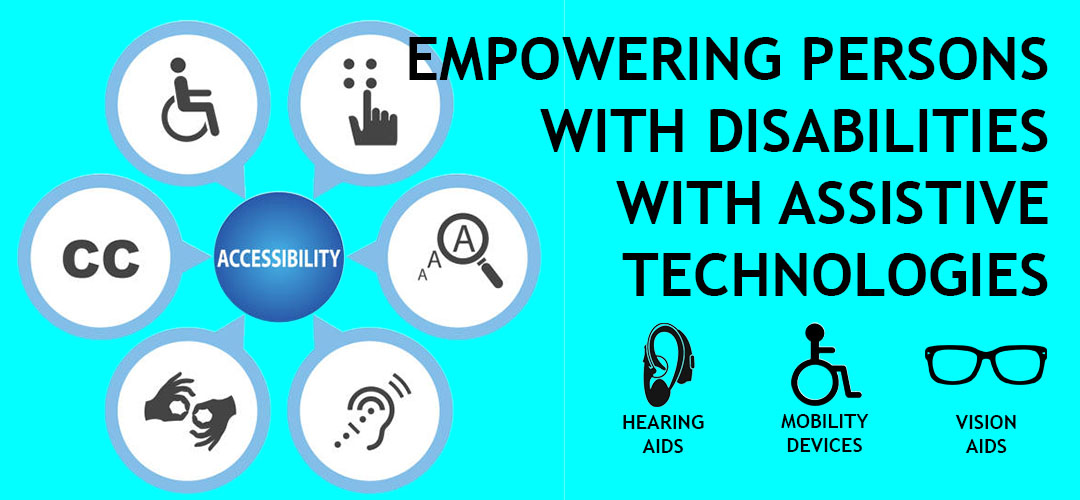 EMPOWERING PERSONS
WITH DISABILITIES
WITH ASSISTIVE
TECHNOLOGIES
CC
ACCESSIBILITY
A A A
HEARING
AIDS
MOBILITY
DEVICES
VISION
AIDS